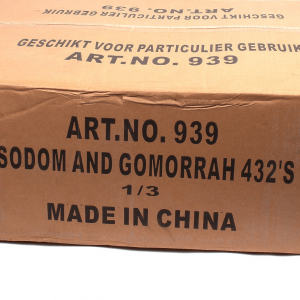 ART.NO. 939
GESCHIKT VOOR PARTICULIER GEBRUIK
GESCHIKT VOOR PARTICULIER GEBRUIK
ART.NO. 939
ART.NO. 939
SODOM AND GOMORRAH 432'S
1/3
MADE IN CHINA